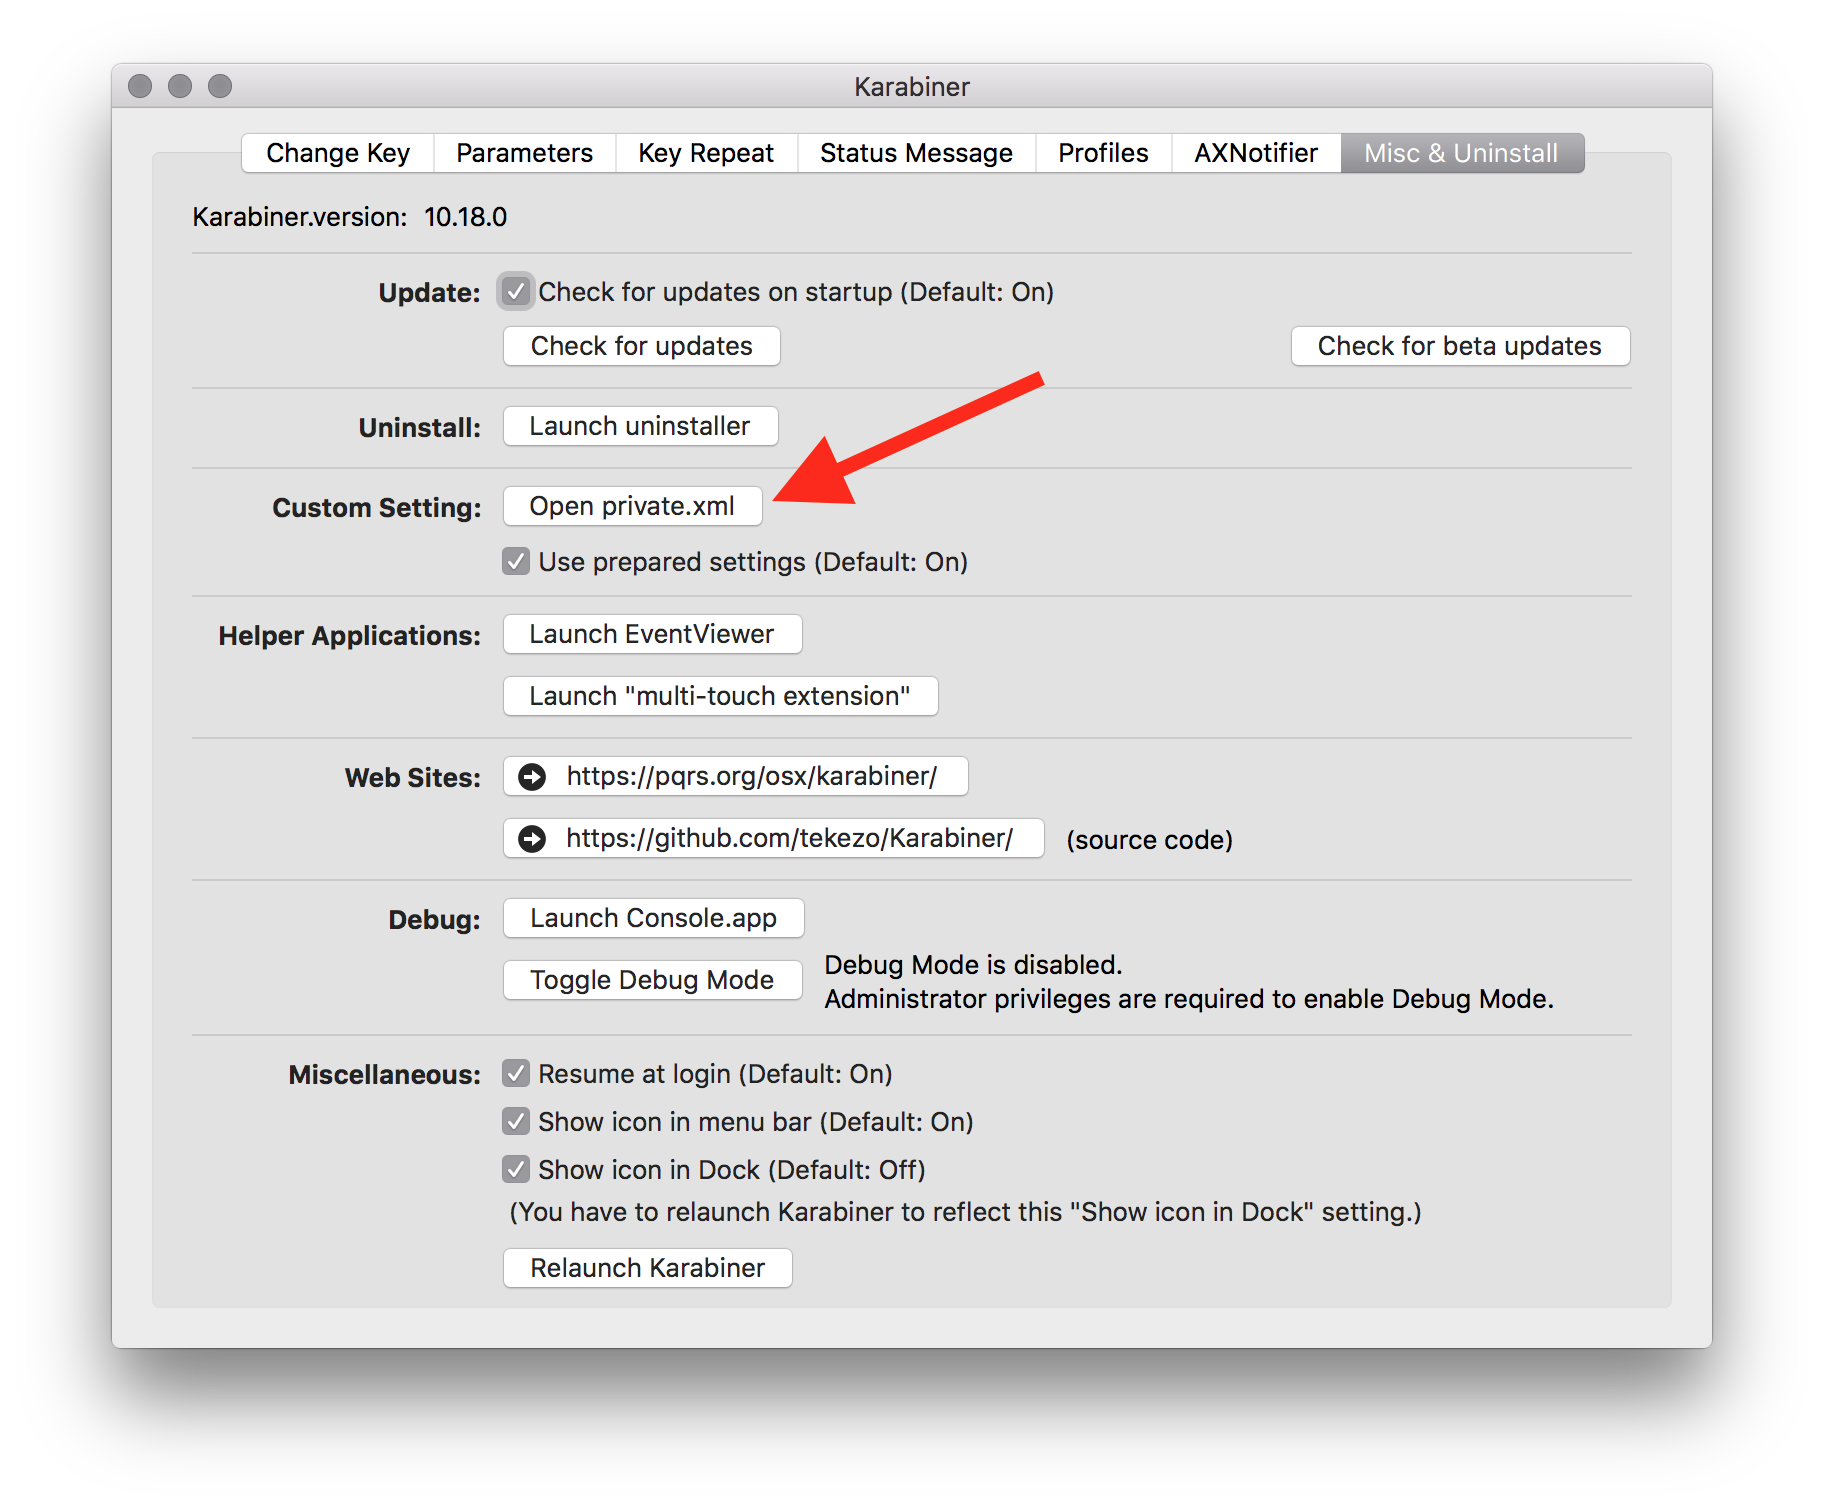 Karabiner
Change Key Parameters Key Repeat Status Message Profiles AXNotifier Misc & Uninstall
Karabiner.version: 10.18.0
Update: Check for updates on startup (Default: On)
Check for updates Check for beta updates
Uninstall: Launch uninstaller
Custom Setting: Open private.xml
Use prepared settings (Default: On)
Helper Applications: Launch EventViewer
Launch "multi-touch extension"
Web Sites: https://pqrs.org/osx/karabiner/
https://github.com/tekezo/Karabiner/ (source code)
Debug: Launch Console.app
Toggle Debug Mode Debug Mode is disabled.
Administrator privileges are required to enable Debug Mode.
Miscellaneous: Resume at login (Default: On)
Show icon in menu bar (Default: On)
Show icon in Dock (Default: Off)
(You have to relaunch Karabiner to reflect this "Show icon in Dock" setting.)
Relaunch Karabiner